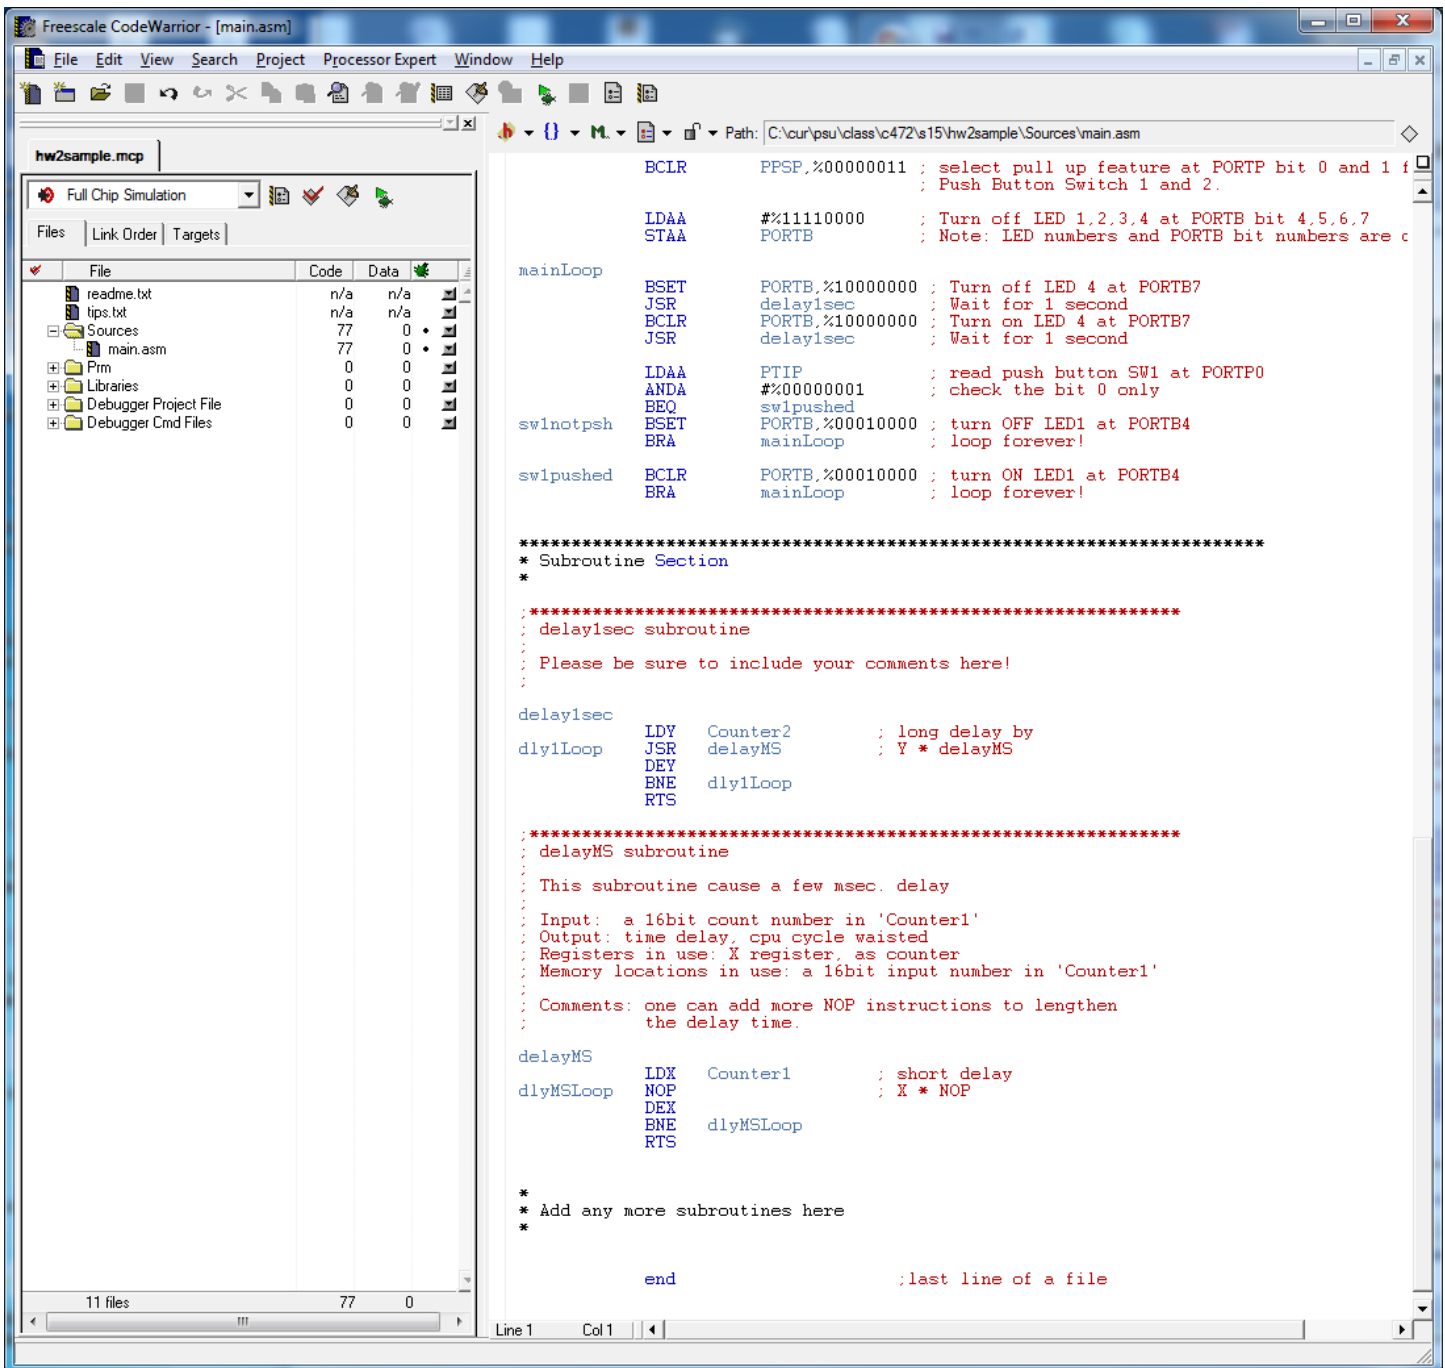 Freescale CodeWarrior - [main.asm]
File Edit View Search Project Processor Expert Window Help
hw2sample.mcp
Full Chip Simulation
Files Link Order Targets
File Code Data
readme.txt n/a n/a
tips.txt n/a n/a
Sources 77 0
main.asm 77 0
Prm 0 0
Libraries 0 0
Debugger Project File 0 0
Debugger Cmd Files 0 0
11 files 77 0
{} M. Path: C:\cur\psu\class\c472\s15\hw2sample\Sources\main.asm
BCLR PPSP,%00000011 ; select pull up feature at PORTP bit 0 and 1 f
; Push Button Switch 1 and 2.
LDAA #%11110000 ; Turn off LED 1,2,3,4 at PORTB bit 4,5,6,7
STAA PORTB ; Note: LED numbers and PORTB bit numbers are
mainLoop
BSET PORTB,%10000000 ; Turn off LED 4 at PORTB7
JSR delay1sec ; Wait for 1 second
BCLR PORTB,%10000000 ; Turn on LED 4 at PORTB7
JSR delay1sec ; Wait for 1 second
LDAA PTIP ; read push button SW1 at PORTP0
ANDA #%00000001 ; check the bit 0 only
BEQ sw1pushed
sw1notpsh BSET PORTB,%00010000 ; turn OFF LED1 at PORTB4
BRA mainLoop ; loop forever!
sw1pushed BCLR PORTB,%00010000 ; turn ON LED1 at PORTB4
BRA mainLoop ; loop forever!
***********************************************************************
* Subroutine Section
*
;**************************************************************
; delay1sec subroutine
;
; Please be sure to include your comments here!
;
delay1sec
LDY Counter2 ; long delay by
dly1Loop JSR delayMS ; Y * delayMS
DEY
BNE dly1Loop
RTS
;**************************************************************
; delayMS subroutine
;
; This subroutine cause a few msec. delay
;
; Input: a 16bit count number in 'Counter1'
; Output: time delay, cpu cycle waisted
; Registers in use: X register, as counter
; Memory locations in use: a 16bit input number in 'Counter1'
;
; Comments: one can add more NOP instructions to lengthen
; the delay time.
delayMS
LDX Counter1 ; short delay
dlyMSLoop NOP ; X * NOP
DEX
BNE dlyMSLoop
RTS
*
* Add any more subroutines here
*
end ;last line of a file
Line 1 Col 1